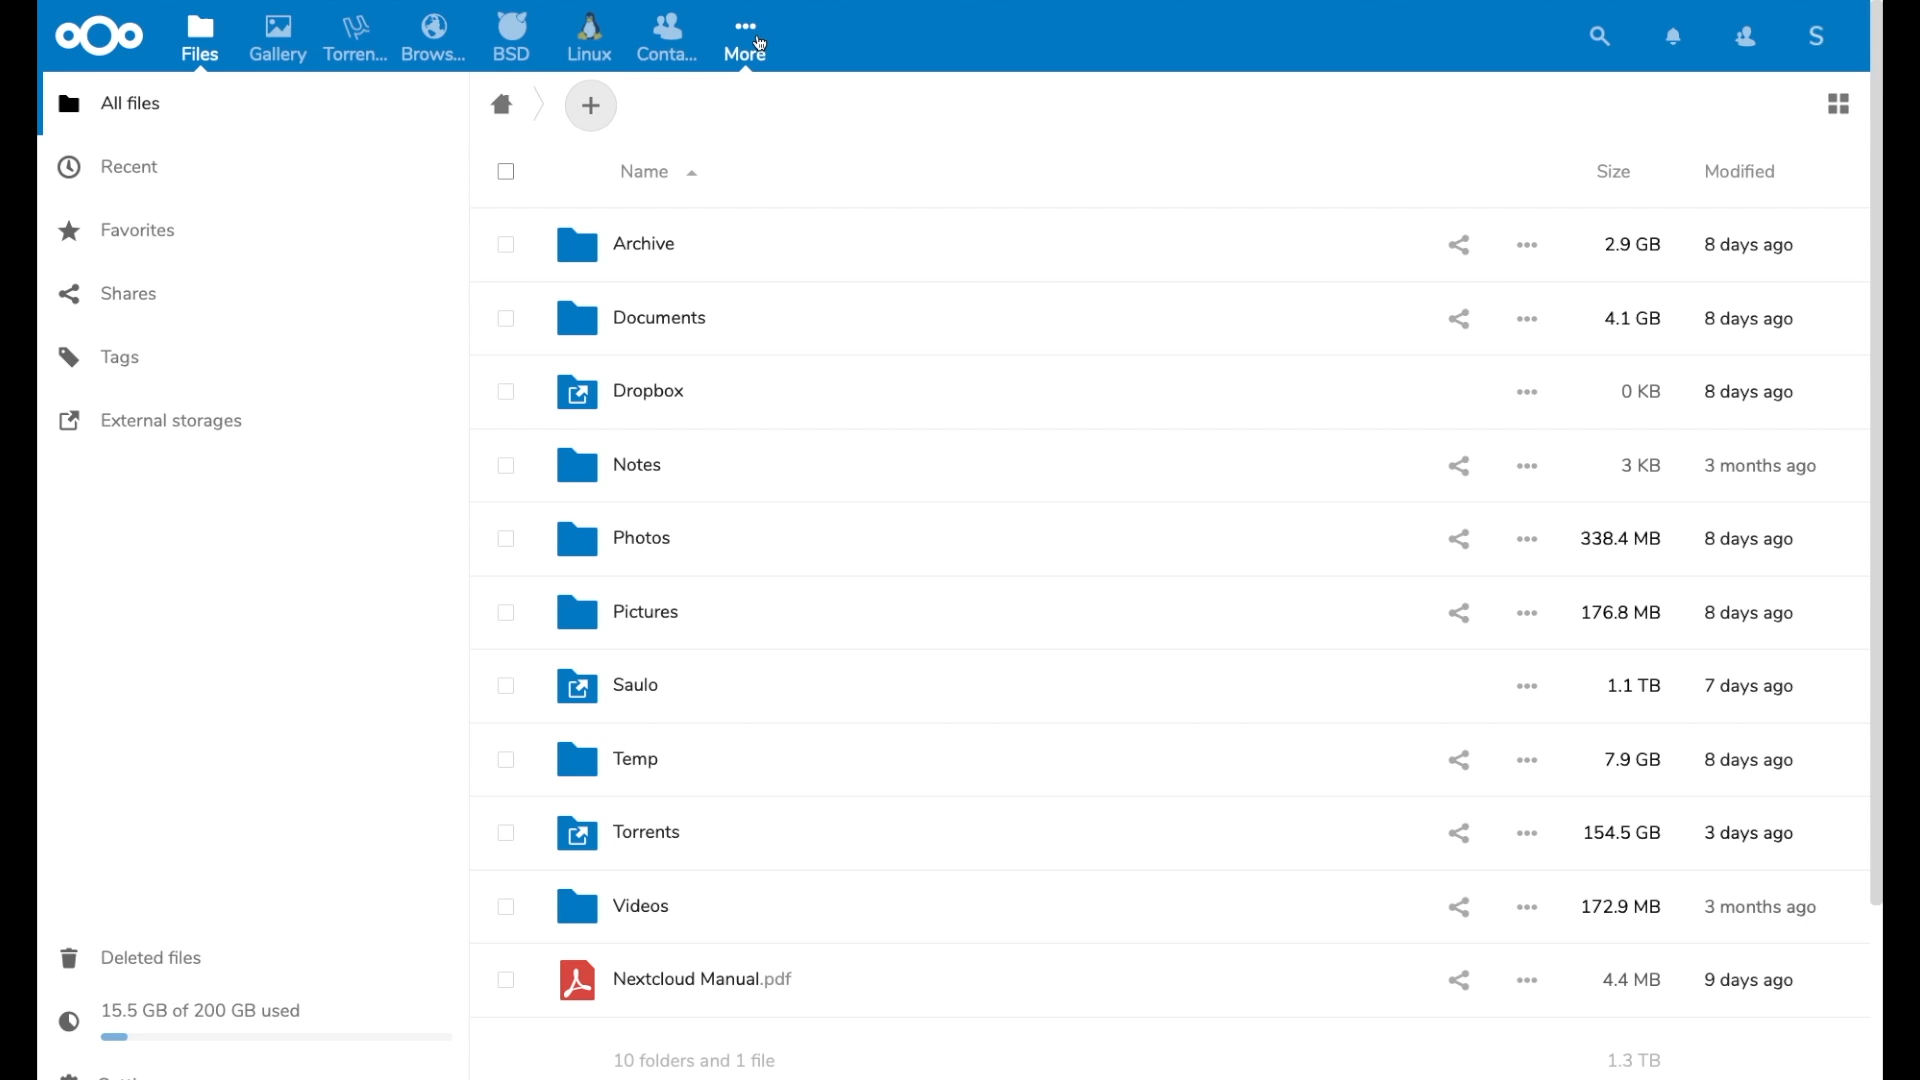 Files Gallery Torren... Brows... BSD Linux Conta... More S
All files
Recent
Favorites
Shares
Tags
External storages
Deleted files
15.5 GB of 200 GB used
Name Size Modified
Archive 2.9 GB 8 days ago
Documents 4.1 GB 8 days ago
Dropbox 0 KB 8 days ago
Notes 3 KB 3 months ago
Photos 338.4 MB 8 days ago
Pictures 176.8 MB 8 days ago
Saulo 1.1 TB 7 days ago
Temp 7.9 GB 8 days ago
Torrents 154.5 GB 3 days ago
Videos 172.9 MB 3 months ago
Nextcloud Manual.pdf 4.4 MB 9 days ago
10 folders and 1 file 1.3 TB